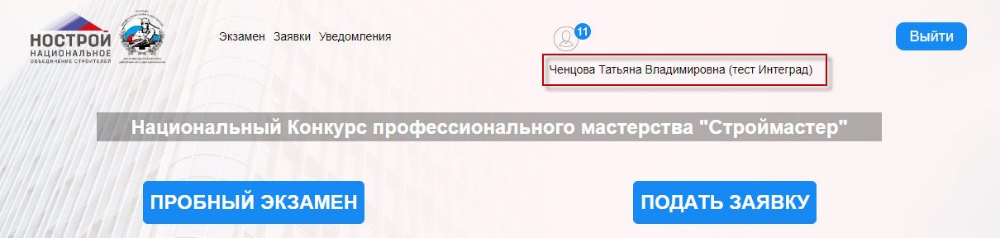 НОСТРОЙ
НАЦИОНАЛЬНОЕ
ОБЪЕДИНЕНИЕ СТРОИТЕЛЕЙ
Экзамен Заявки Уведомления
11
Выйти
Ченцова Татьяна Владимировна (тест Интеград)
Национальный Конкурс профессионального мастерства "Строймастер"
ПРОБНЫЙ ЭКЗАМЕН
ПОДАТЬ ЗАЯВКУ